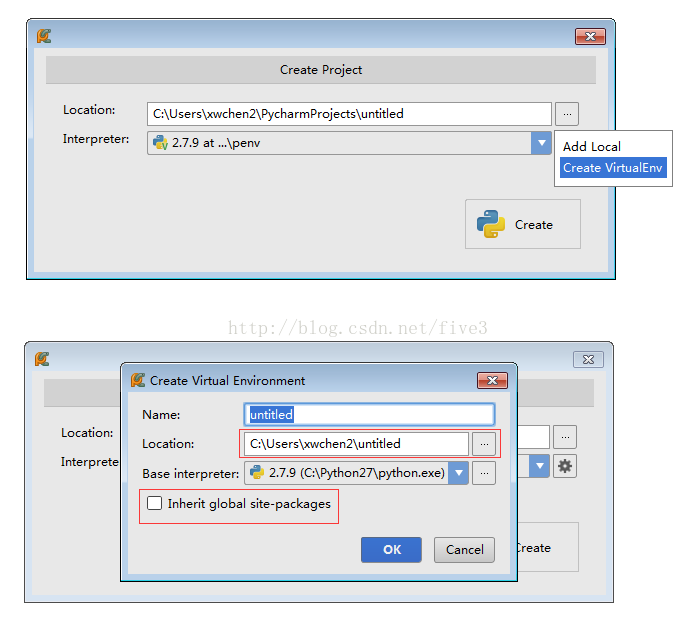 Create Project
Location:
C:\Users\xwchen2\PycharmProjects\untitled
...
Interpreter:
2.7.9 at ...\penv
Add Local
Create VirtualEnv
Create
http://blog.csdn.net/five3
Create Virtual Environment
Name:
untitled
Location:
Location:
C:\Users\xwchen2\untitled
...
...
Interprete
Base interpreter:
2.7.9 (C:\Python27\python.exe)
...
Inherit global site-packages
OK
Cancel
Create